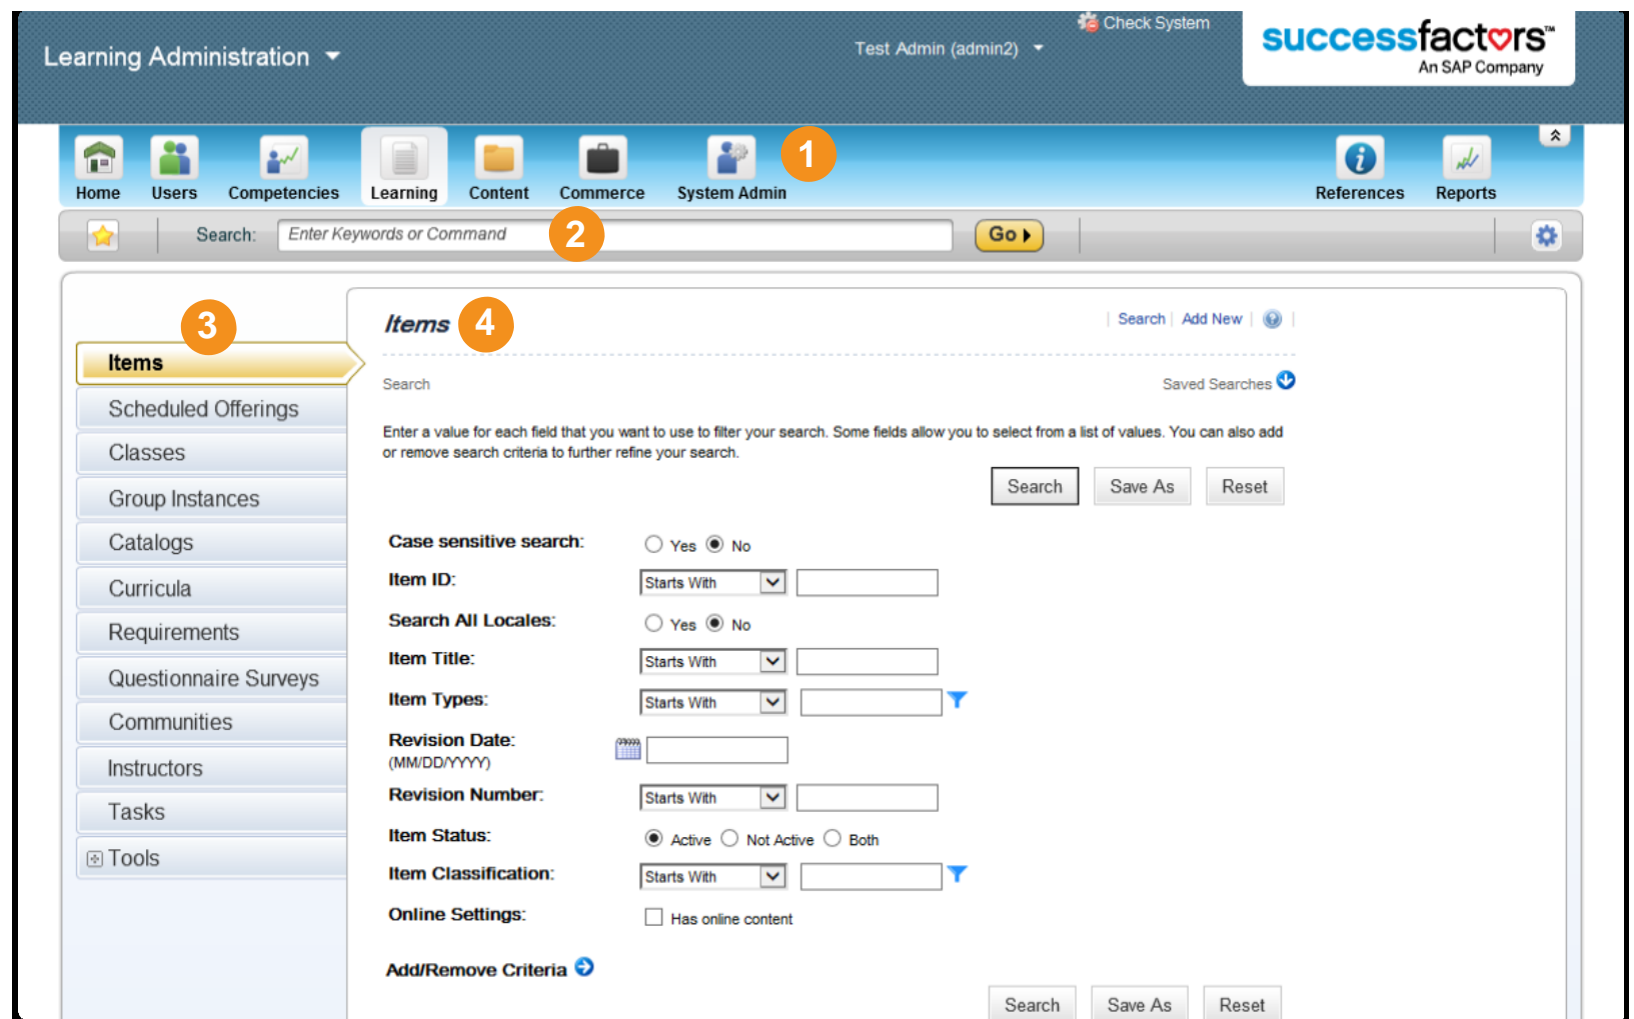 Check System
Learning Administration
Test Admin (admin2)
successfactors™
An SAP Company
1
Home Users Competencies Learning Content Commerce System Admin References Reports
Search: Enter Keywords or Command 2 Go
3
Items 4
Search Add New
Items
Search
Saved Searches
Scheduled Offerings
Enter a value for each field that you want to use to filter your search. Some fields allow you to select from a list of values. You can also add
or remove search criteria to further refine your search.
Classes
Search Save As Reset
Group Instances
Catalogs
Case sensitive search: Yes No
Item ID: Starts With
Curricula
Search All Locales: Yes No
Requirements
Item Title: Starts With
Questionnaire Surveys
Item Types: Starts With
Communities
Revision Date:
(MM/DD/YYYY)
Instructors
Revision Number: Starts With
Tasks
Item Status: Active Not Active Both
Tools
Item Classification: Starts With
Online Settings: Has online content
Add/Remove Criteria
Search Save As Reset